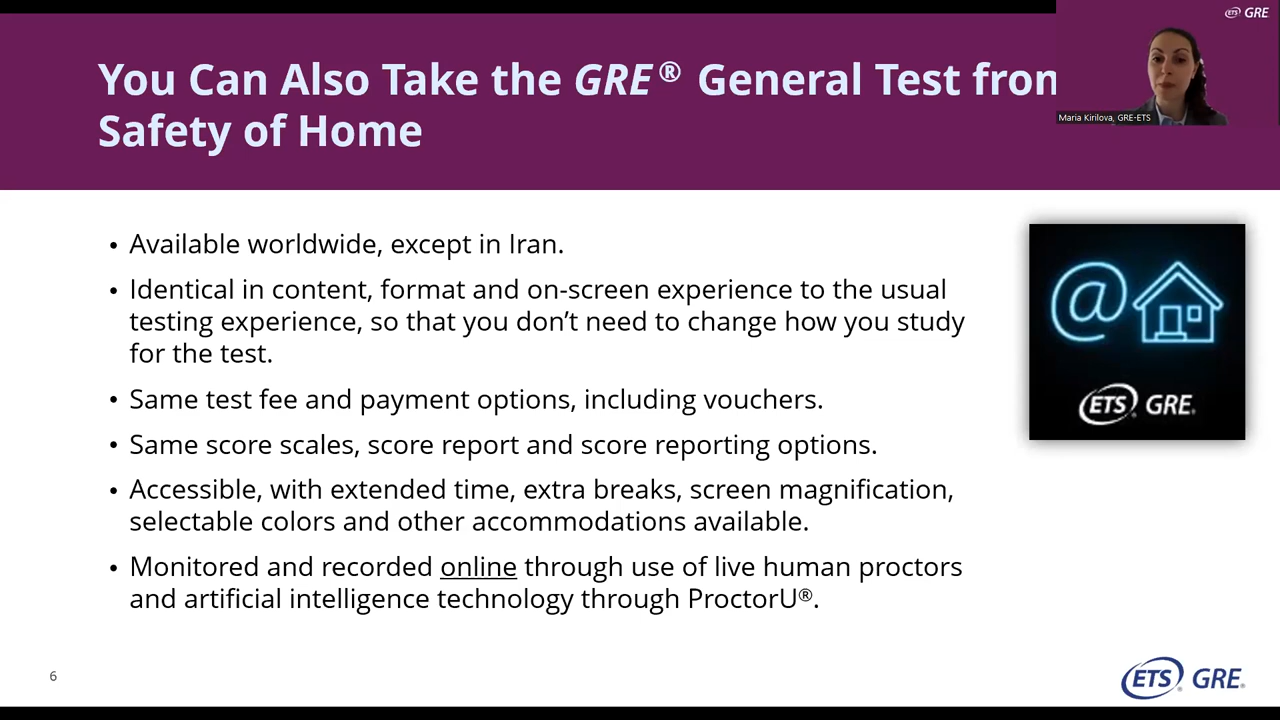 ETS GRE
You Can Also Take the GRE® General Test from
Safety of Home
Maria Kirilova, GRE-ETS
• Available worldwide, except in Iran.
• Identical in content, format and on-screen experience to the usual
testing experience, so that you don’t need to change how you study
for the test.
• Same test fee and payment options, including vouchers.
• Same score scales, score report and score reporting options.
• Accessible, with extended time, extra breaks, screen magnification,
selectable colors and other accommodations available.
• Monitored and recorded online through use of live human proctors
and artificial intelligence technology through ProctorU®.
@
ETS® GRE®
6
ETS® GRE®